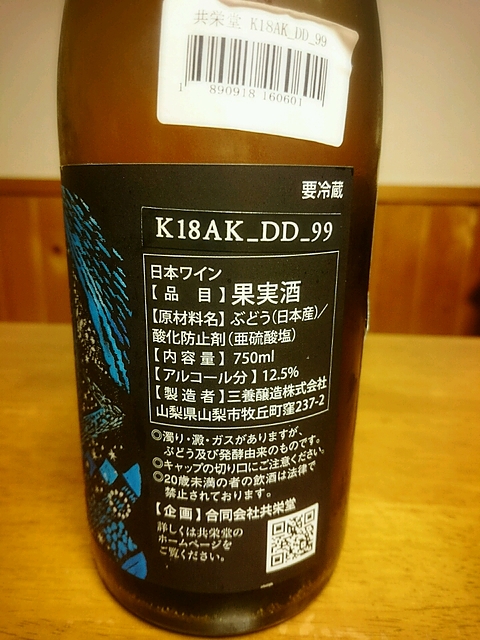 共栄堂 K18AK_DD_99
1 890918 160601
要冷蔵
K18AK_DD_99
日本ワイン
【品　目】果実酒
【原材料名】ぶどう(日本産)／
酸化防止剤(亜硫酸塩)
【内容量】750ml
【アルコール分】12.5%
【製造者】三養醸造株式会社
山梨県山梨市牧丘町窪237-2
◎濁り・澱・ガスがありますが、
ぶどう及び発酵由来のものです。
◎キャップの切り口にご注意ください。
◎20歳未満の者の飲酒は法律で
禁止されております。
【企画】合同会社共栄堂
詳しくは共栄堂の
ホームページを
ご覧ください。